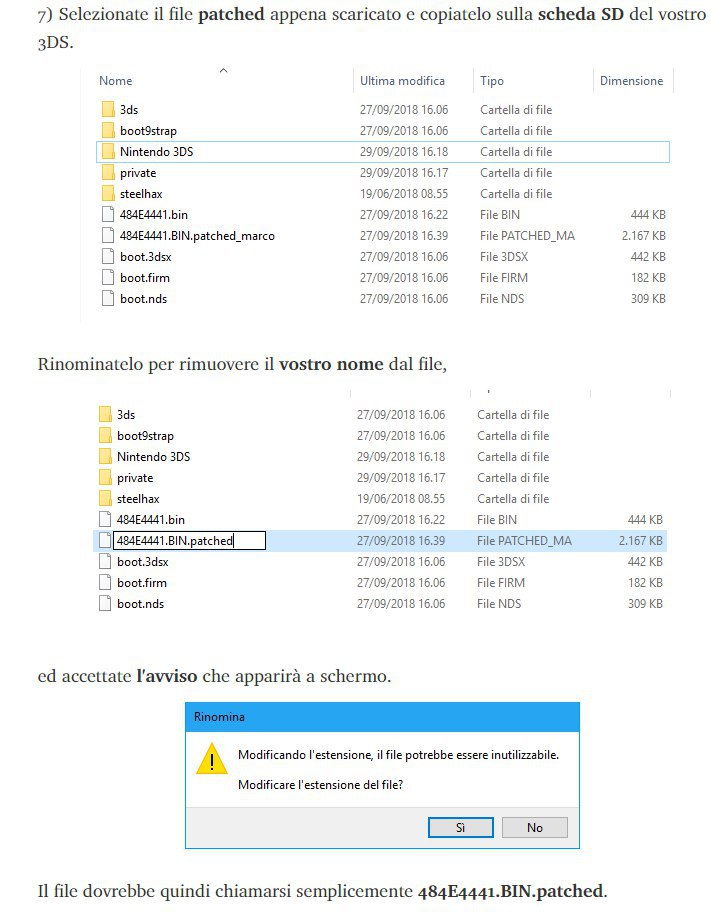 7) Selezionate il file patched appena scaricato e copiatelo sulla scheda SD del vostro
3DS.
Nome Ultima modifica Tipo Dimensione
3ds 27/09/2018 16.06 Cartella di file
boot9strap 27/09/2018 16.06 Cartella di file
Nintendo 3DS 29/09/2018 16.18 Cartella di file
private 29/09/2018 16.17 Cartella di file
steelhax 19/06/2018 08.55 Cartella di file
484E4441.bin 27/09/2018 16.22 File BIN 444 KB
484E4441.BIN.patched_marco 27/09/2018 16.39 File PATCHED_MA 2.167 KB
boot.3dsx 27/09/2018 16.06 File 3DSX 442 KB
boot.firm 27/09/2018 16.06 File FIRM 182 KB
boot.nds 27/09/2018 16.06 File NDS 309 KB
Rinominatelo per rimuovere il vostro nome dal file,
3ds 27/09/2018 16.06 Cartella di file
boot9strap 27/09/2018 16.06 Cartella di file
Nintendo 3DS 29/09/2018 16.18 Cartella di file
private 29/09/2018 16.17 Cartella di file
steelhax 19/06/2018 08.55 Cartella di file
484E4441.bin 27/09/2018 16.22 File BIN 444 KB
484E4441.BIN.patched 27/09/2018 16.39 File PATCHED_MA 2.167 KB
boot.3dsx 27/09/2018 16.06 File 3DSX 442 KB
boot.firm 27/09/2018 16.06 File FIRM 182 KB
boot.nds 27/09/2018 16.06 File NDS 309 KB
ed accettate l'avviso che apparirà a schermo.
Rinomina
Modificando l'estensione, il file potrebbe essere inutilizzabile.
Modificare l'estensione del file?
Sì No
Il file dovrebbe quindi chiamarsi semplicemente 484E4441.BIN.patched.